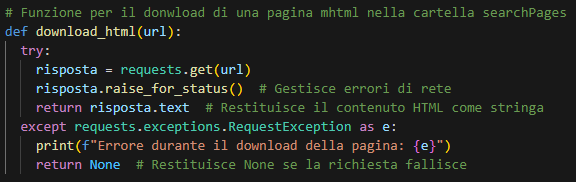 # Funzione per il donwload di una pagina mhtml nella cartella searchPages
def download_html(url):
  try:
    risposta = requests.get(url)
    risposta.raise_for_status()  # Gestisce errori di rete
    return risposta.text  # Restituisce il contenuto HTML come stringa
  except requests.exceptions.RequestException as e:
    print(f"Errore durante il download della pagina: {e}")
    return None  # Restituisce None se la richiesta fallisce